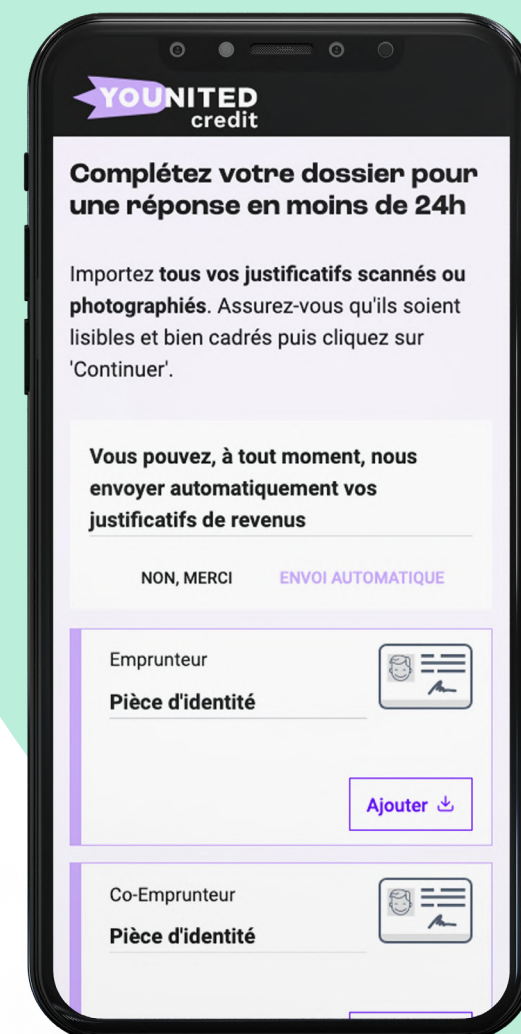 YOUNITED
credit
Complétez votre dossier pour
une réponse en moins de 24h
Importez tous vos justificatifs scannés ou
photographiés. Assurez-vous qu'ils soient
lisibles et bien cadrés puis cliquez sur
'Continuer'.
Vous pouvez, à tout moment, nous
envoyer automatiquement vos
justificatifs de revenus
NON, MERCI ENVOI AUTOMATIQUE
Emprunteur
Pièce d'identité
Ajouter
Co-Emprunteur
Pièce d'identité